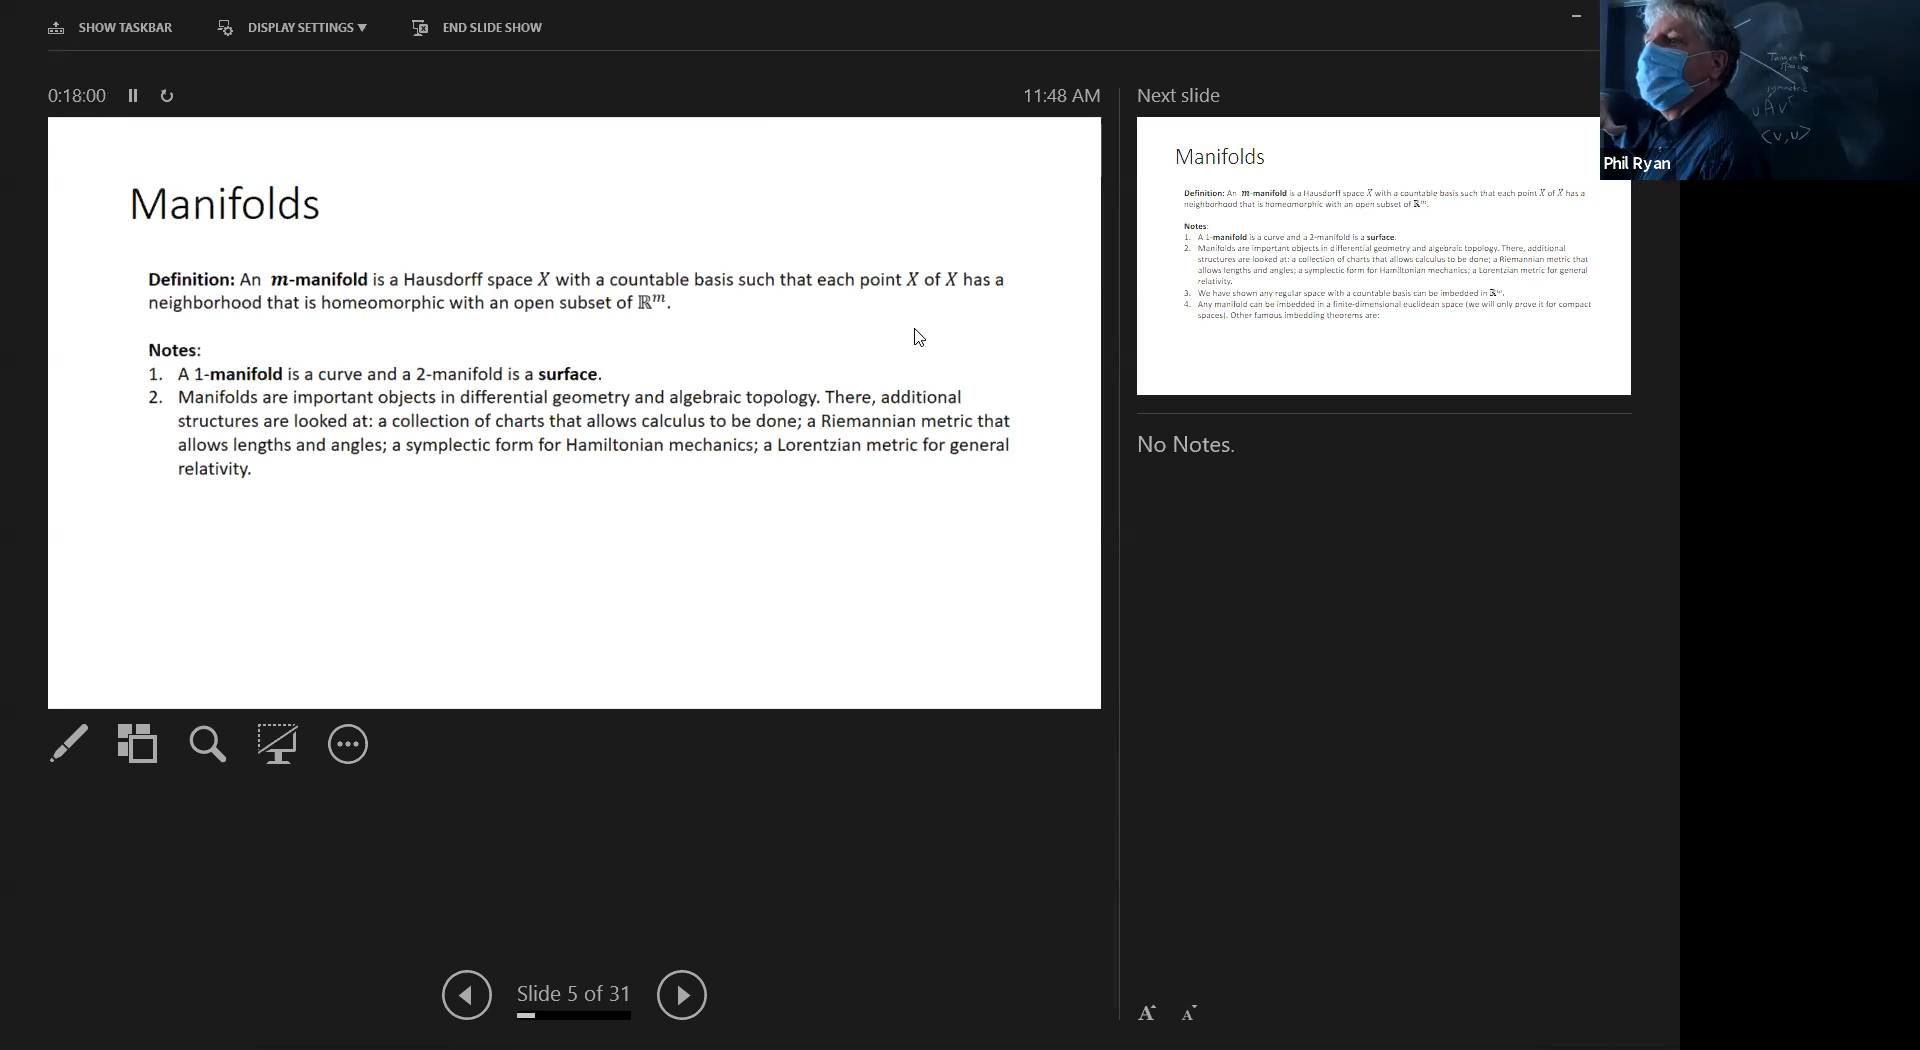 SHOW TASKBAR
DISPLAY SETTINGS ▼
END SLIDE SHOW
0:18:00
11:48 AM
Manifolds
Definition: An m-manifold is a Hausdorff space X with a countable basis such that each point X of X has a
neighborhood that is homeomorphic with an open subset of ℝᵐ.
Notes:
1. A 1-manifold is a curve and a 2-manifold is a surface.
2. Manifolds are important objects in differential geometry and algebraic topology. There, additional
structures are looked at: a collection of charts that allows calculus to be done; a Riemannian metric that
allows lengths and angles; a symplectic form for Hamiltonian mechanics; a Lorentzian metric for general
relativity.
Slide 5 of 31
Next slide
Manifolds
Definition: An m-manifold is a Hausdorff space X with a countable basis such that each point X of X has a
neighborhood that is homeomorphic with an open subset of ℝᵐ.
Notes:
1. A 1-manifold is a curve and a 2-manifold is a surface.
2. Manifolds are important objects in differential geometry and algebraic topology. There, additional
structures are looked at: a collection of charts that allows calculus to be done; a Riemannian metric that
allows lengths and angles; a symplectic form for Hamiltonian mechanics; a Lorentzian metric for general
relativity.
3. We have shown any regular space with a countable basis can be imbedded in ℝ^ω.
4. Any manifold can be imbedded in a finite-dimensional euclidean space (we will only prove it for compact
spaces). Other famous imbedding theorems are:
No Notes.
A A
Tangent
Space
symmetric
u A vᵀ
<v,u>
Phil Ryan